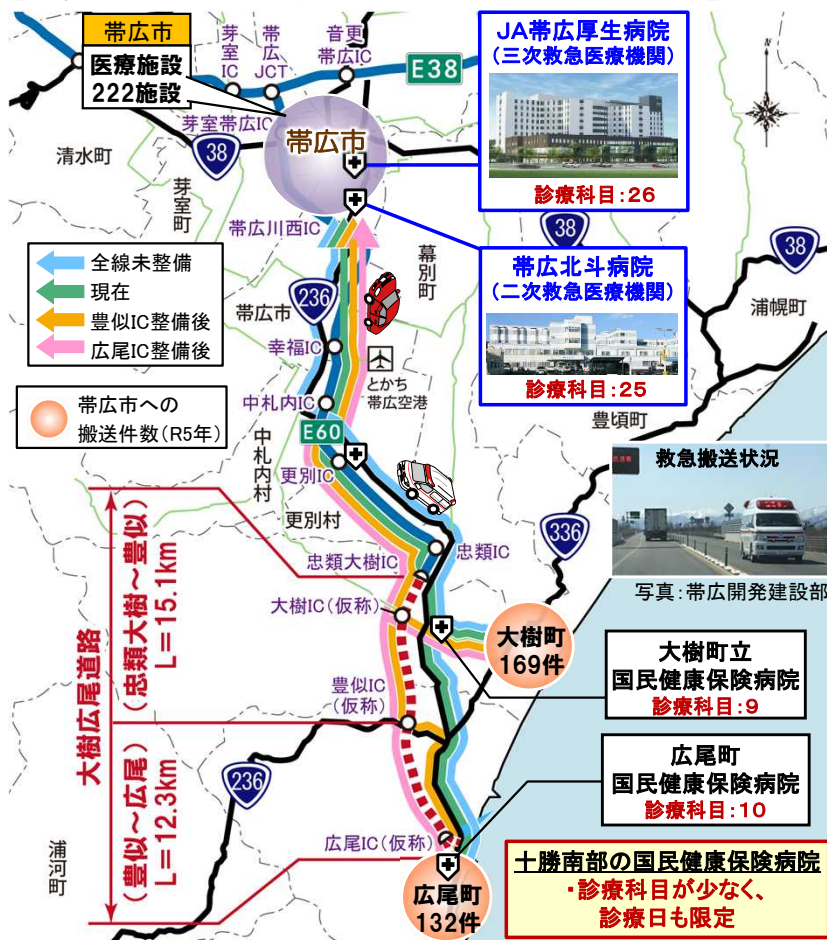 帯広市
医療施設
222施設
芽室
IC
帯広
JCT
音更
帯広IC
E38
芽室帯広IC
帯広市
38
清水町
芽室町
JA帯広厚生病院
(三次救急医療機関)
診療科目:26
N
帯広川西IC
幕別町
38
38
浦幌町
帯広北斗病院
(二次救急医療機関)
診療科目:25
全線未整備
現在
豊似IC整備後
広尾IC整備後
236
帯広市
幸福IC
とかち
帯広空港
中札内IC
豊頃町
帯広市への
搬送件数(R5年)
E60
中札内村
更別IC
更別村
救急搬送状況
写真:帯広開発建設部
336
忠類IC
忠類大樹IC
大樹IC(仮称)
大樹町
169件
大樹町立
国民健康保険病院
診療科目:9
大樹広尾道路
(忠類大樹~豊似)
L=15.1km
豊似IC
(仮称)
(豊似~広尾)
L=12.3km
236
広尾町
国民健康保険病院
診療科目:10
広尾IC(仮称)
浦河町
広尾町
132件
十勝南部の国民健康保険病院
・診療科目が少なく、
診療日も限定